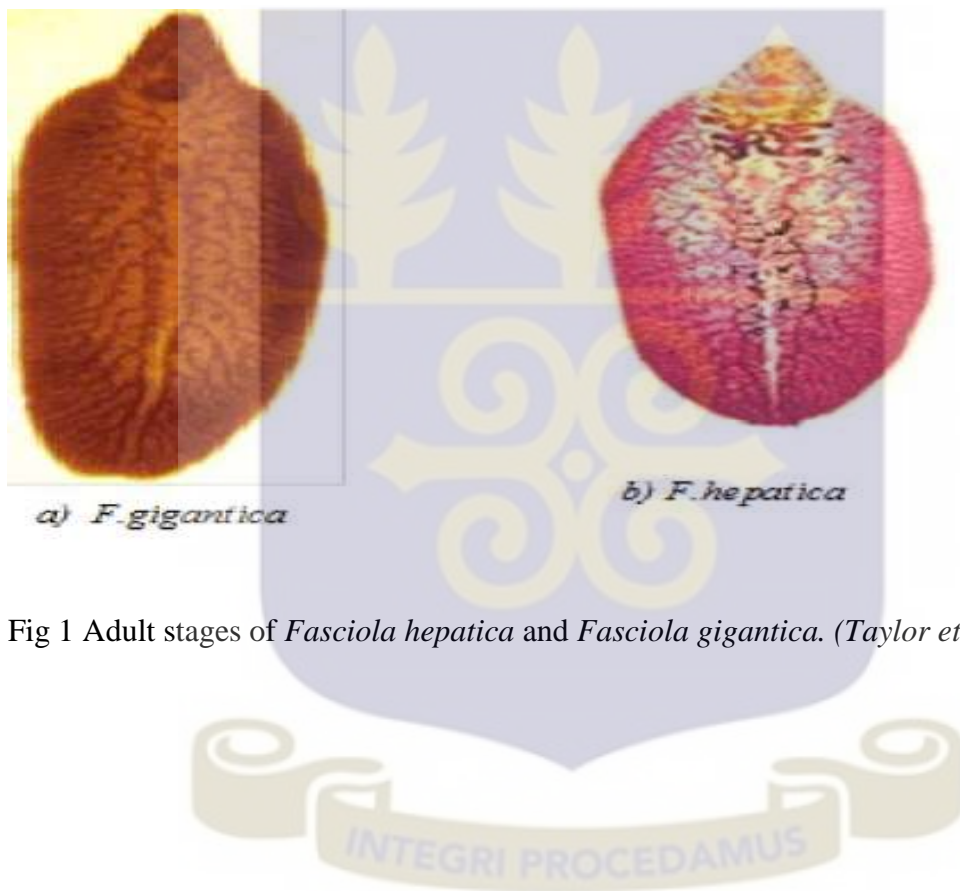 a) F.gigantica
b) F.hepatica
Fig 1 Adult stages of Fasciola hepatica and Fasciola gigantica. (Taylor et
INTEGRI PROCEDAMUS